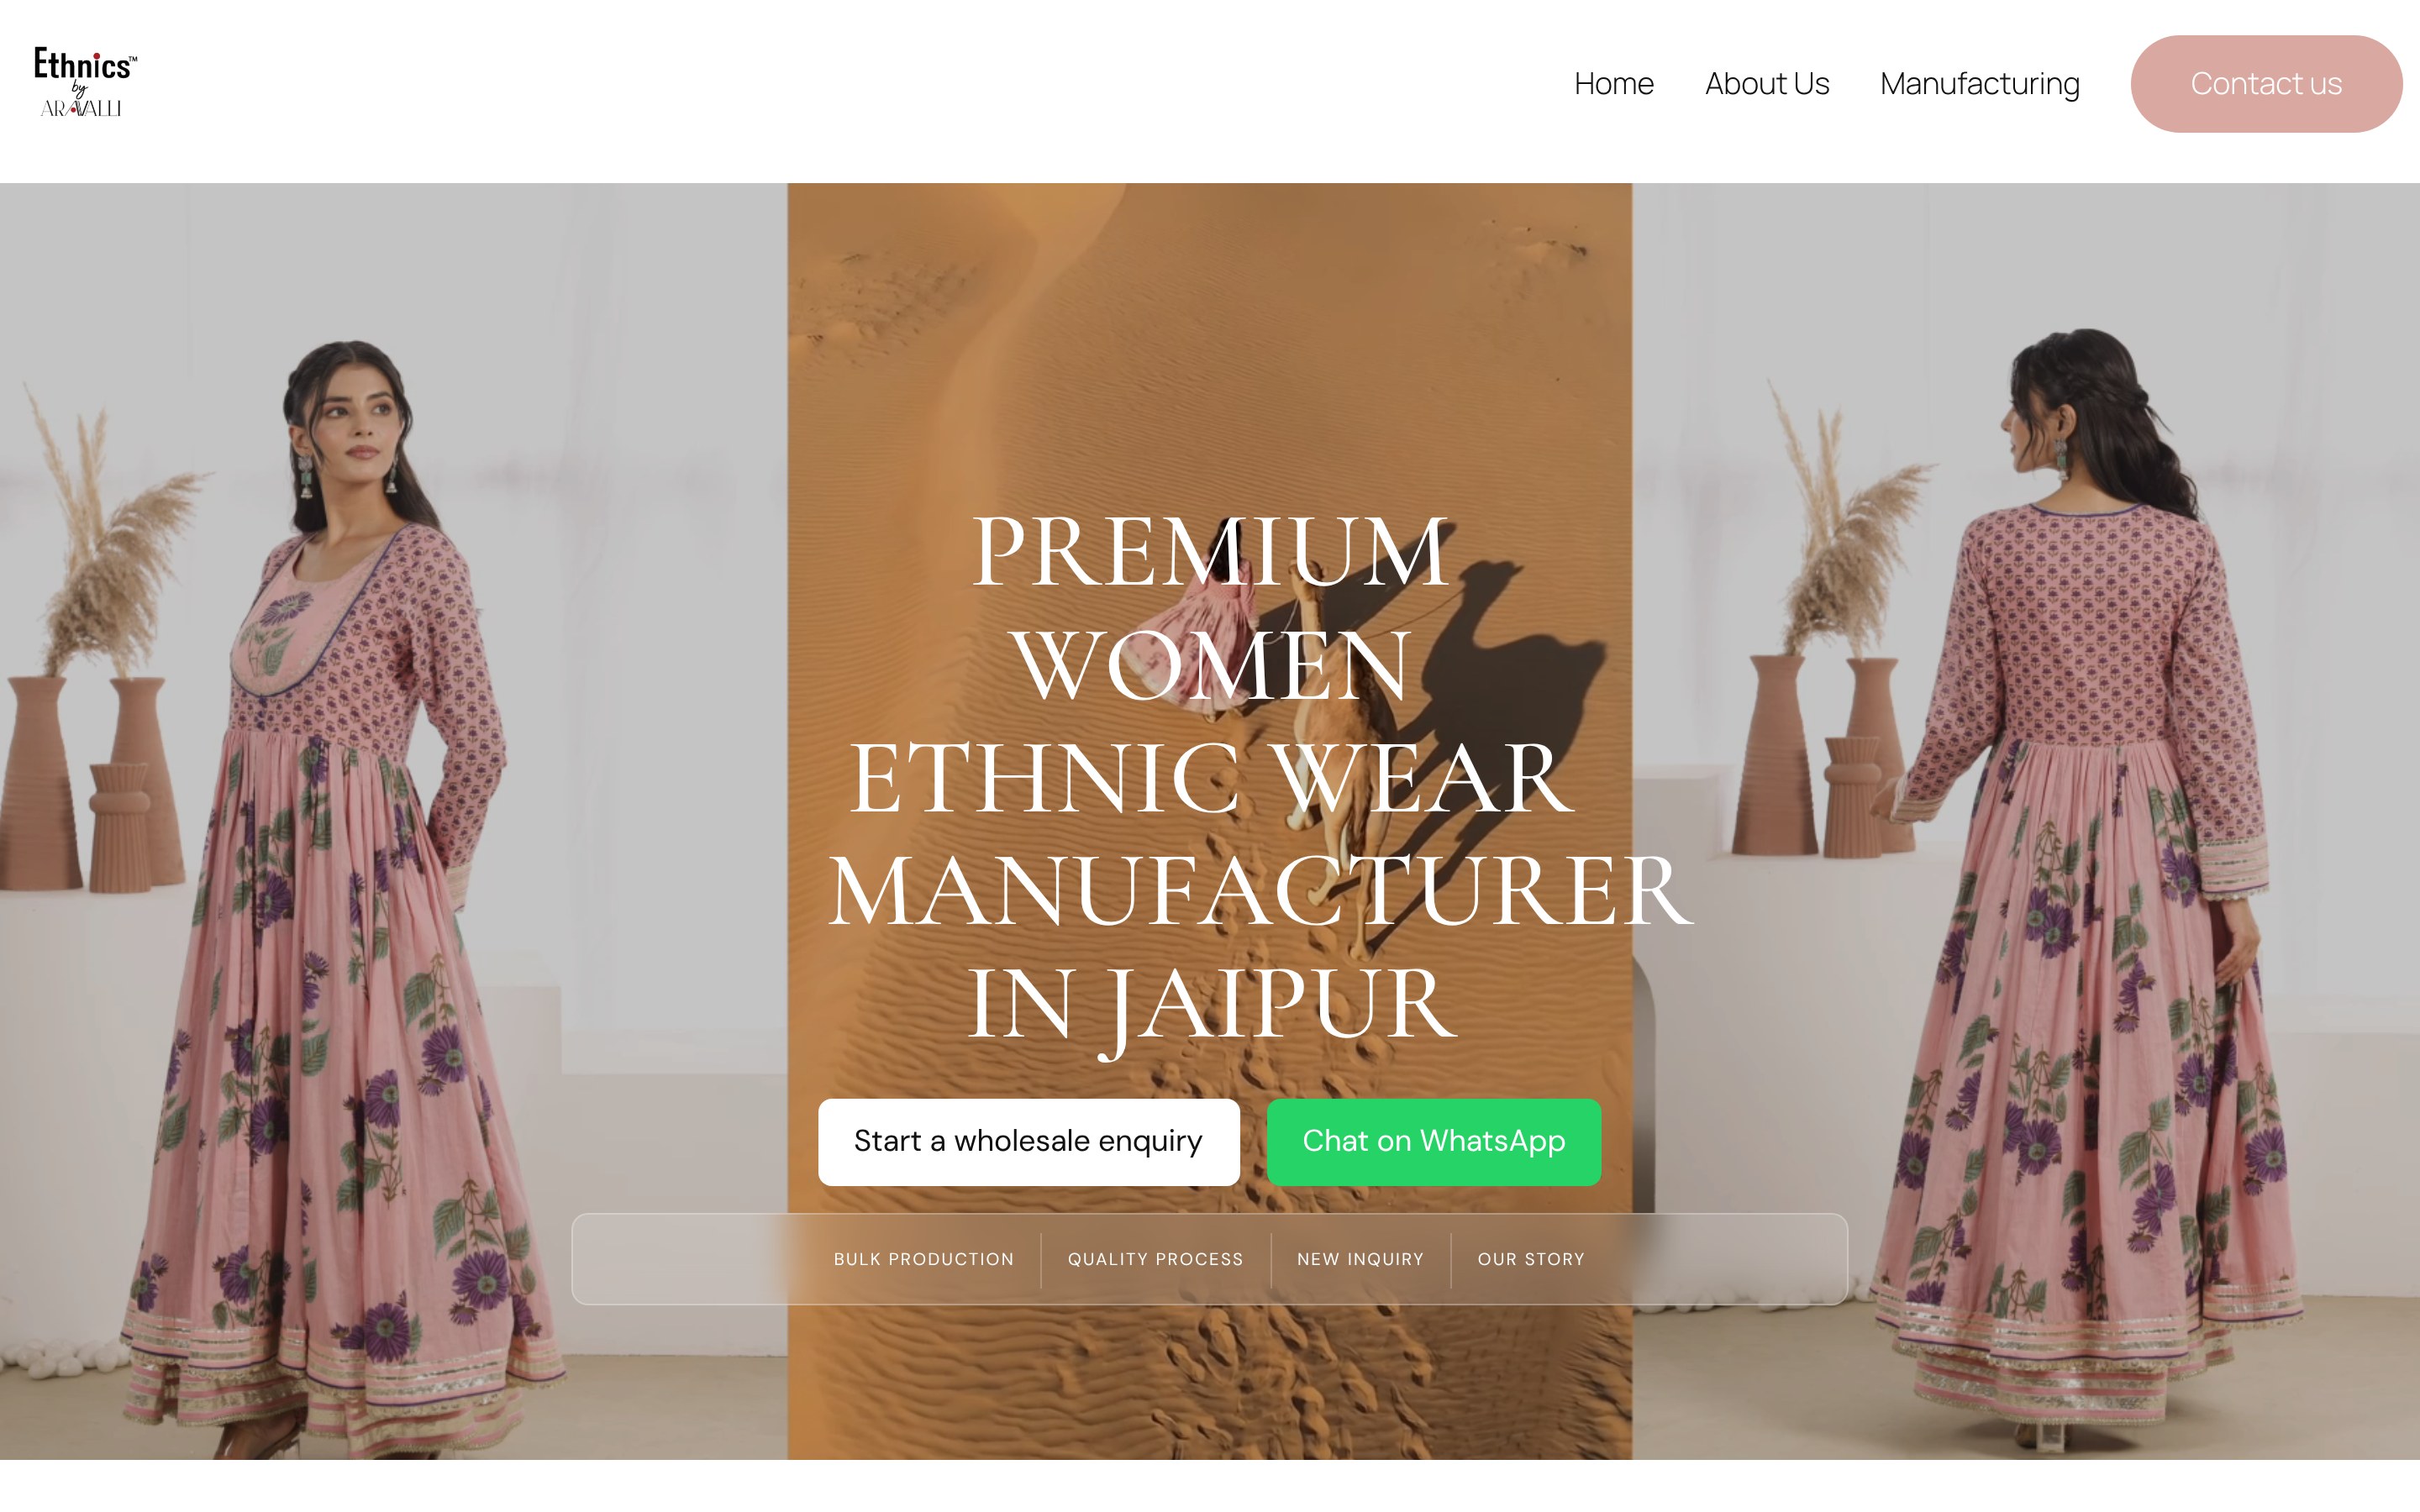 Ethnics™
by
ARAVALLI
Home
About Us
Manufacturing
Contact us
PREMIUM
WOMEN
ETHNIC WEAR
MANUFACTURER
IN JAIPUR
Start a wholesale enquiry
Chat on WhatsApp
BULK PRODUCTION
QUALITY PROCESS
NEW INQUIRY
OUR STORY